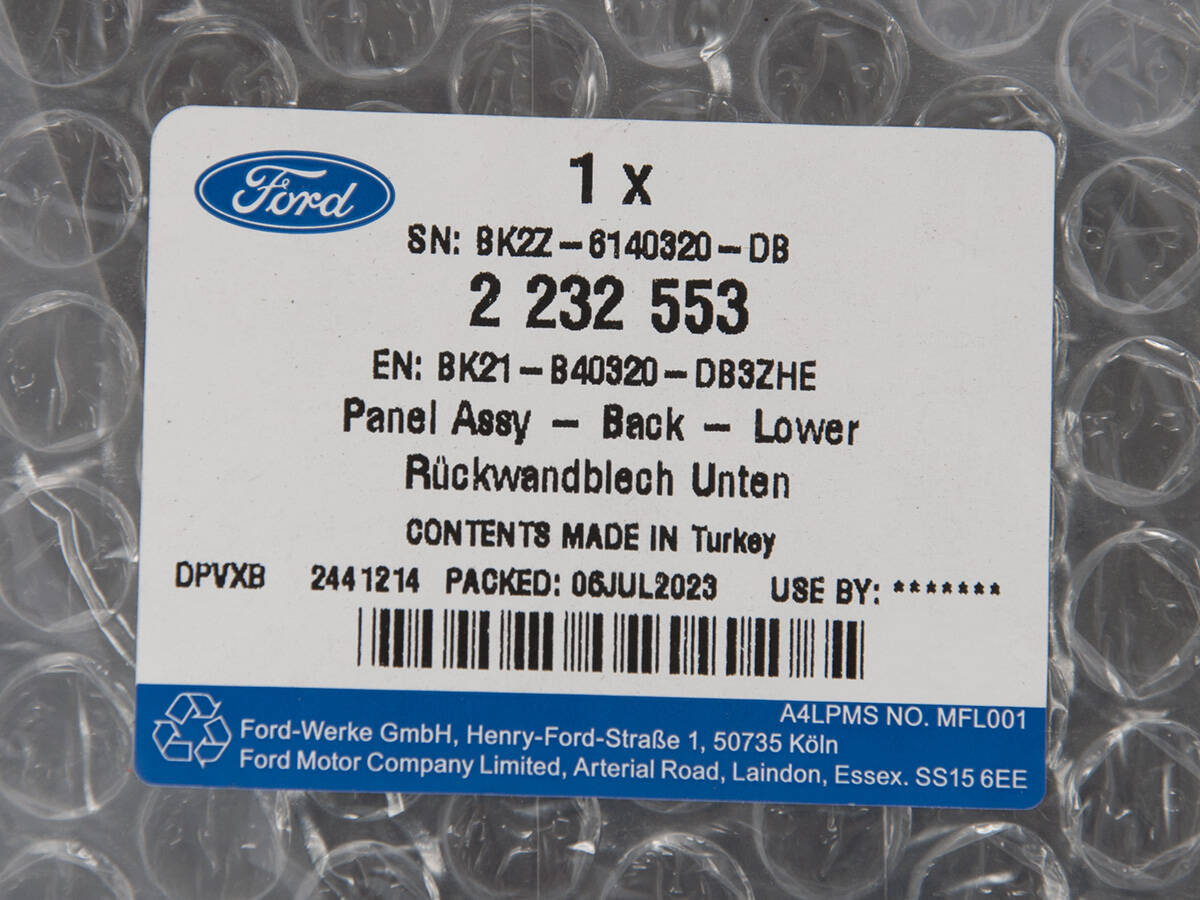 Ford
1 x
SN: BK2Z-6140320-DB
2 232 553
EN: BK21-B40320-DB3ZHE
Panel Assy - Back - Lower
Rückwandblech Unten
CONTENTS MADE IN Turkey
DPVXB 2441214 PACKED: 06JUL2023 USE BY: *******
A4LPMS NO. MFL001
Ford-Werke GmbH, Henry-Ford-Straße 1, 50735 Köln
Ford Motor Company Limited, Arterial Road, Laindon, Essex. SS15 6EE